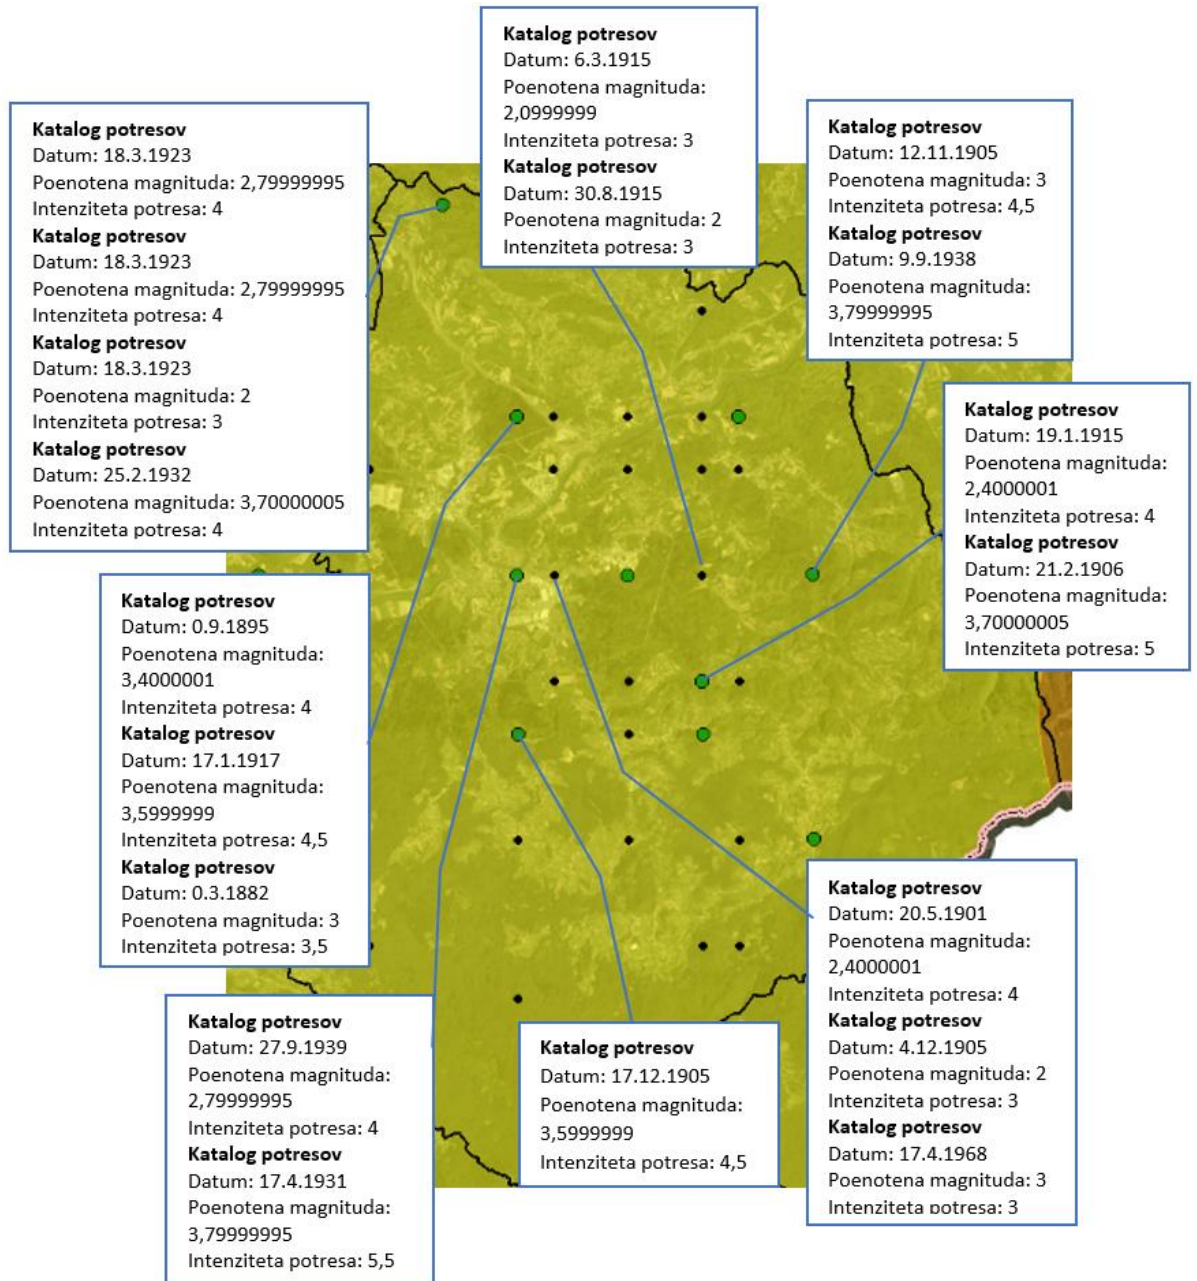 Katalog potresov
Datum: 6.3.1915
Poenotena magnituda:
2,0999999
Intenziteta potresa: 3
Katalog potresov
Datum: 30.8.1915
Poenotena magnituda: 2
Intenziteta potresa: 3
Katalog potresov
Datum: 18.3.1923
Poenotena magnituda: 2,79999995
Intenziteta potresa: 4
Katalog potresov
Datum: 18.3.1923
Poenotena magnituda: 2,79999995
Intenziteta potresa: 4
Katalog potresov
Datum: 18.3.1923
Poenotena magnituda: 2
Intenziteta potresa: 3
Katalog potresov
Datum: 25.2.1932
Poenotena magnituda: 3,70000005
Intenziteta potresa: 4
Katalog potresov
Datum: 12.11.1905
Poenotena magnituda: 3
Intenziteta potresa: 4,5
Katalog potresov
Datum: 9.9.1938
Poenotena magnituda:
3,79999995
Intenziteta potresa: 5
Katalog potresov
Datum: 19.1.1915
Poenotena magnituda:
2,4000001
Intenziteta potresa: 4
Katalog potresov
Datum: 21.2.1906
Poenotena magnituda:
3,70000005
Intenziteta potresa: 5
Katalog potresov
Datum: 0.9.1895
Poenotena magnituda:
3,4000001
Intenziteta potresa: 4
Katalog potresov
Datum: 17.1.1917
Poenotena magnituda:
3,5999999
Intenziteta potresa: 4,5
Katalog potresov
Datum: 0.3.1882
Poenotena magnituda: 3
Intenziteta potresa: 3,5
Katalog potresov
Datum: 27.9.1939
Poenotena magnituda:
2,79999995
Intenziteta potresa: 4
Katalog potresov
Datum: 17.4.1931
Poenotena magnituda:
3,79999995
Intenziteta potresa: 5,5
Katalog potresov
Datum: 17.12.1905
Poenotena magnituda:
3,5999999
Intenziteta potresa: 4,5
Katalog potresov
Datum: 20.5.1901
Poenotena magnituda:
2,4000001
Intenziteta potresa: 4
Katalog potresov
Datum: 4.12.1905
Poenotena magnituda: 2
Intenziteta potresa: 3
Katalog potresov
Datum: 17.4.1968
Poenotena magnituda: 3
Intenziteta potresa: 3